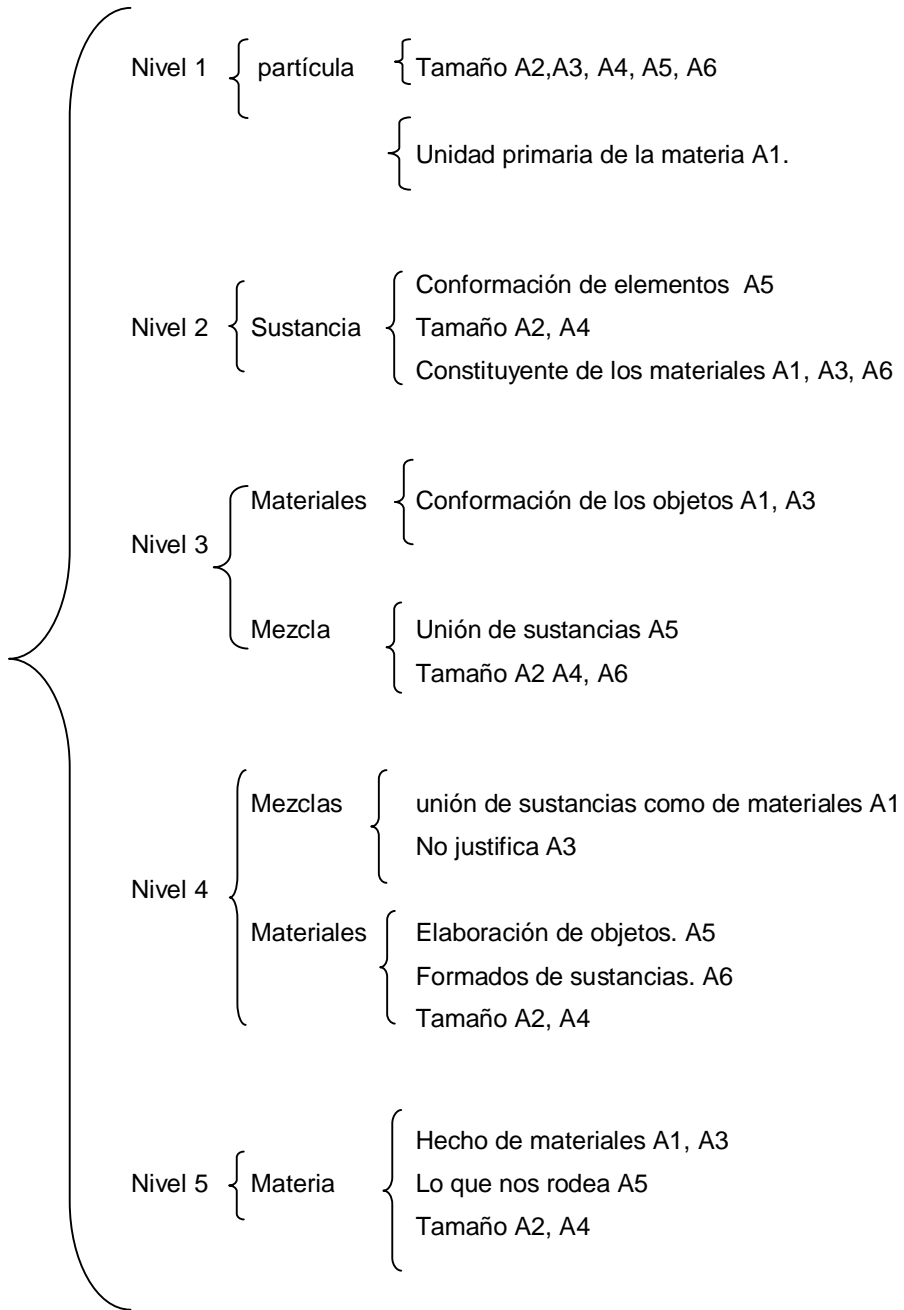 Nivel 1 partícula Tamaño A2,A3, A4, A5, A6
Unidad primaria de la materia A1.
Conformación de elementos A5
Nivel 2 Sustancia Tamaño A2, A4
Constituyente de los materiales A1, A3, A6
Materiales Conformación de los objetos A1, A3
Nivel 3
Mezcla Unión de sustancias A5
Tamaño A2 A4, A6
Mezclas unión de sustancias como de materiales A1
No justifica A3
Nivel 4
Materiales Elaboración de objetos. A5
Formados de sustancias. A6
Tamaño A2, A4
Hecho de materiales A1, A3
Nivel 5 Materia Lo que nos rodea A5
Tamaño A2, A4